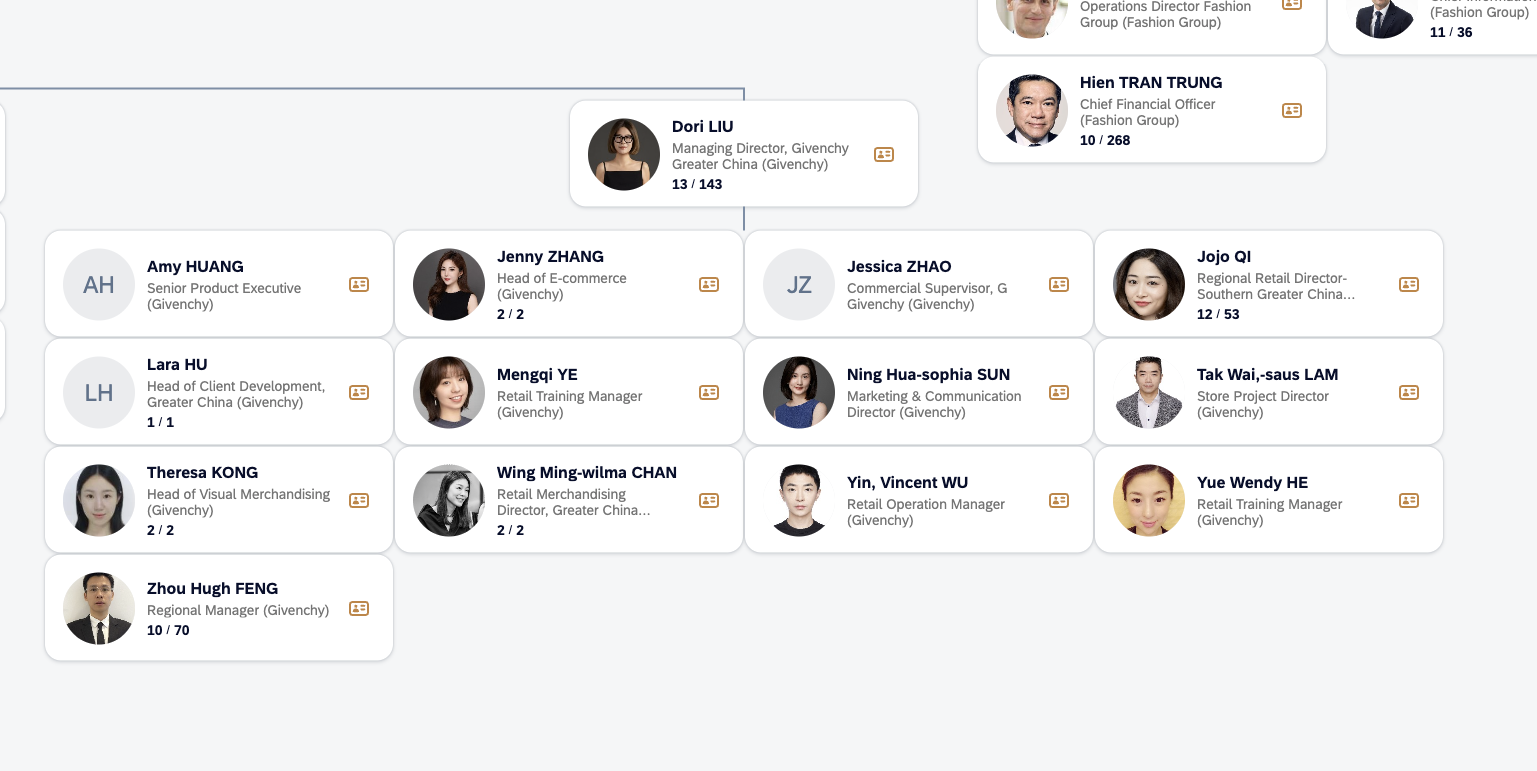 Operations Director Fashion
Group (Fashion Group)
(Fashion Group)
11 / 36
Hien TRAN TRUNG
Chief Financial Officer
(Fashion Group)
10 / 268
Dori LIU
Managing Director, Givenchy
Greater China (Givenchy)
13 / 143
AH
Amy HUANG
Senior Product Executive
(Givenchy)
Jenny ZHANG
Head of E-commerce
(Givenchy)
2 / 2
JZ
Jessica ZHAO
Commercial Supervisor, G
Givenchy (Givenchy)
Jojo QI
Regional Retail Director-
Southern Greater China...
12 / 53
LH
Lara HU
Head of Client Development,
Greater China (Givenchy)
1 / 1
Mengqi YE
Retail Training Manager
(Givenchy)
Ning Hua-sophia SUN
Marketing & Communication
Director (Givenchy)
Tak Wai,-saus LAM
Store Project Director
(Givenchy)
Theresa KONG
Head of Visual Merchandising
(Givenchy)
2 / 2
Wing Ming-wilma CHAN
Retail Merchandising
Director, Greater China...
2 / 2
Yin, Vincent WU
Retail Operation Manager
(Givenchy)
Yue Wendy HE
Retail Training Manager
(Givenchy)
Zhou Hugh FENG
Regional Manager (Givenchy)
10 / 70